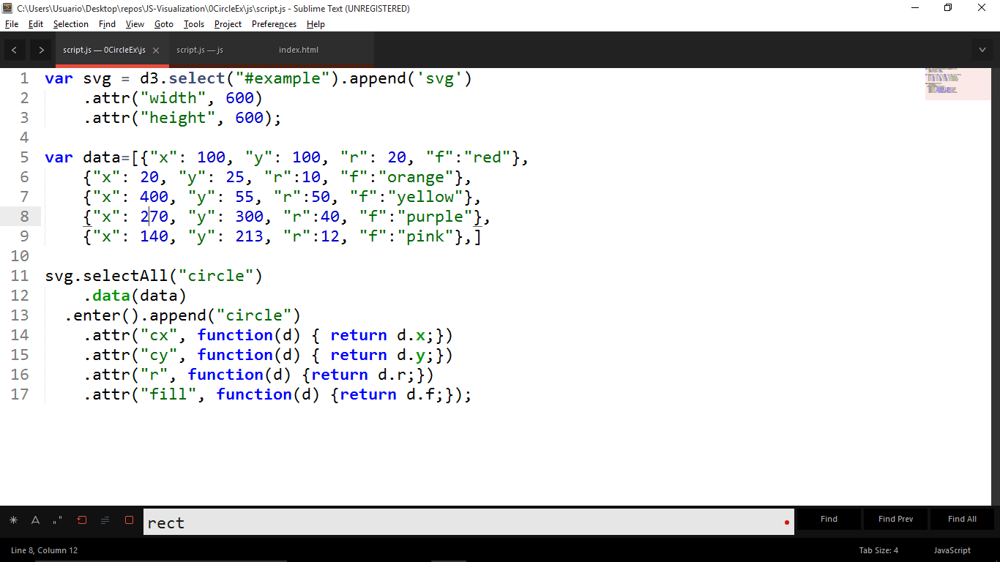 C:\Users\Usuario\Desktop\repos\JS-Visualization\0CircleEx\js\script.js - Sublime Text (UNREGISTERED)
File Edit Selection Find View Goto Tools Project Preferences Help
script.js — 0CircleEx\js script.js — js index.html
1 var svg = d3.select("#example").append('svg')
2 .attr("width", 600)
3 .attr("height", 600);
4
5 var data=[{"x": 100, "y": 100, "r": 20, "f":"red"},
6 {"x": 20, "y": 25, "r":10, "f":"orange"},
7 {"x": 400, "y": 55, "r":50, "f":"yellow"},
8 {"x": 270, "y": 300, "r":40, "f":"purple"},
9 {"x": 140, "y": 213, "r":12, "f":"pink"},]
10
11 svg.selectAll("circle")
12 .data(data)
13 .enter().append("circle")
14 .attr("cx", function(d) { return d.x;})
15 .attr("cy", function(d) { return d.y;})
16 .attr("r", function(d) {return d.r;})
17 .attr("fill", function(d) {return d.f;});
rect Find Find Prev Find All
Line 8, Column 12 Tab Size: 4 JavaScript